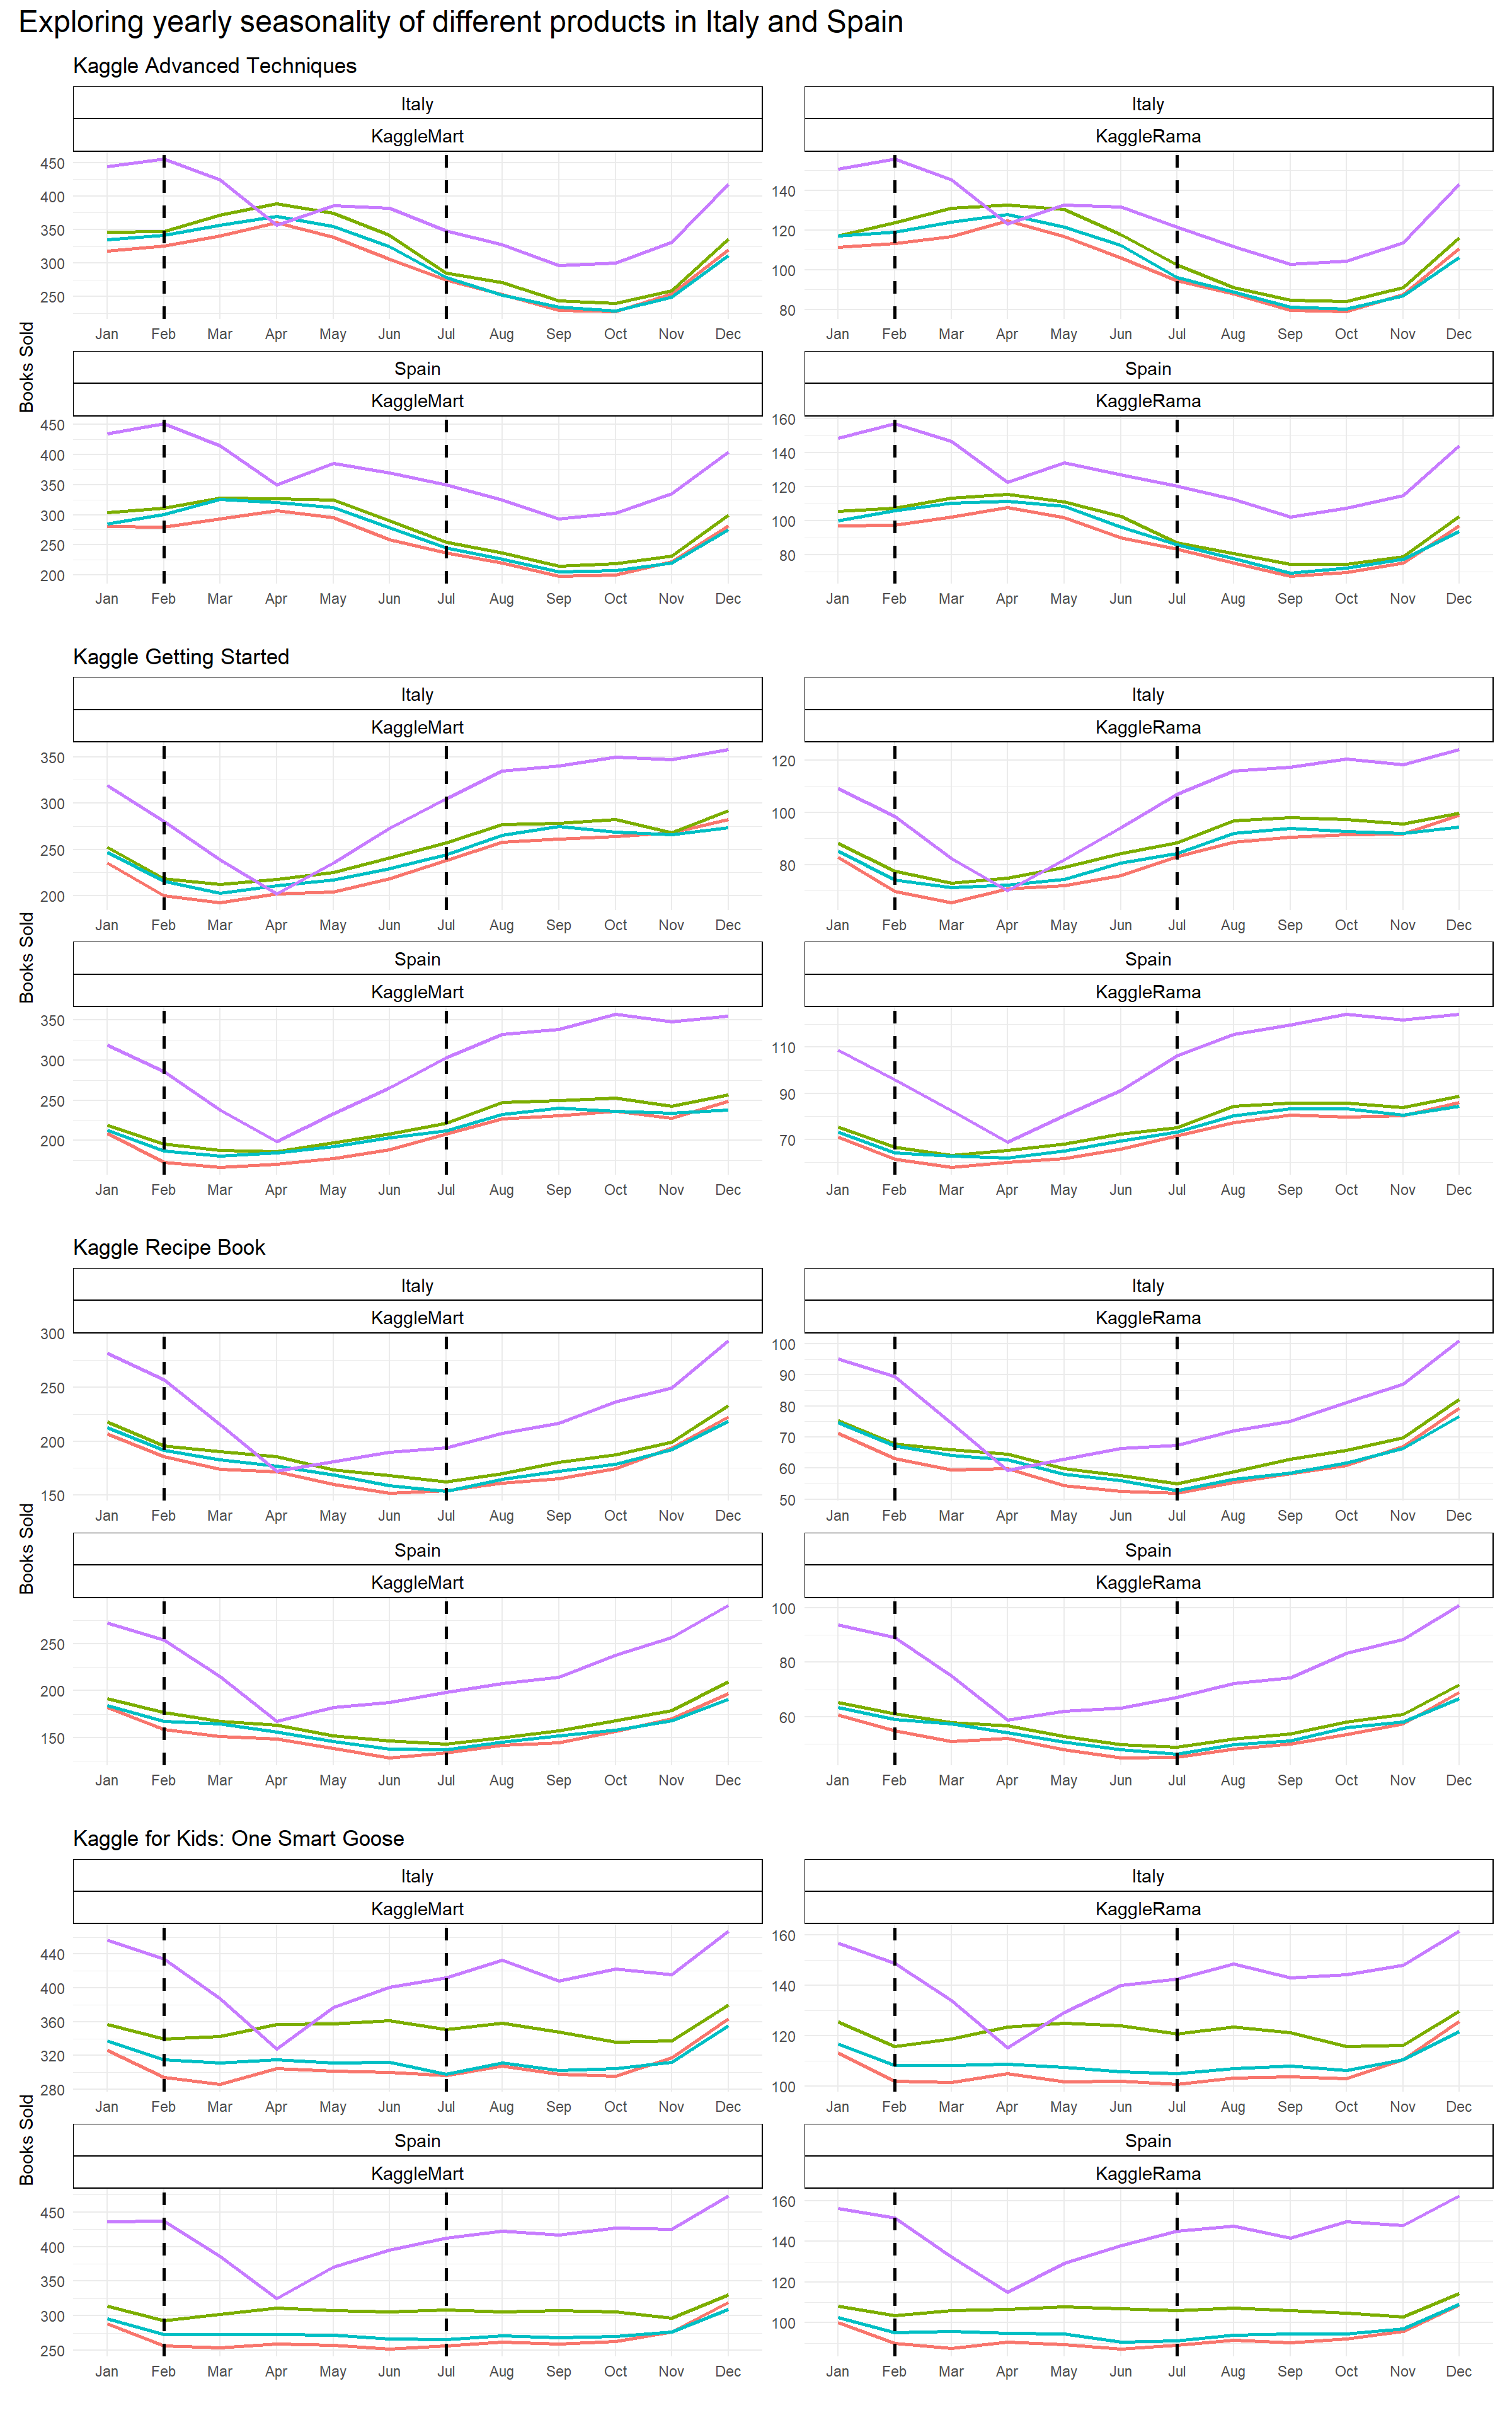 Exploring yearly seasonality of different products in Italy and Spain
Kaggle Advanced Techniques
Italy
KaggleMart
450
400
350
300
250
Jan Feb Mar Apr May Jun Jul Aug Sep Oct Nov Dec
Italy
KaggleRama
140
120
100
80
Jan Feb Mar Apr May Jun Jul Aug Sep Oct Nov Dec
Books Sold
Spain
KaggleMart
450
400
350
300
250
200
Jan Feb Mar Apr May Jun Jul Aug Sep Oct Nov Dec
Spain
KaggleRama
160
140
120
100
80
Jan Feb Mar Apr May Jun Jul Aug Sep Oct Nov Dec
Kaggle Getting Started
Italy
KaggleMart
350
300
250
200
Jan Feb Mar Apr May Jun Jul Aug Sep Oct Nov Dec
Italy
KaggleRama
120
100
80
Jan Feb Mar Apr May Jun Jul Aug Sep Oct Nov Dec
Books Sold
Spain
KaggleMart
350
300
250
200
Jan Feb Mar Apr May Jun Jul Aug Sep Oct Nov Dec
Spain
KaggleRama
110
90
70
Jan Feb Mar Apr May Jun Jul Aug Sep Oct Nov Dec
Kaggle Recipe Book
Italy
KaggleMart
300
250
200
150
Jan Feb Mar Apr May Jun Jul Aug Sep Oct Nov Dec
Italy
KaggleRama
100
90
80
70
60
50
Jan Feb Mar Apr May Jun Jul Aug Sep Oct Nov Dec
Books Sold
Spain
KaggleMart
250
200
150
Jan Feb Mar Apr May Jun Jul Aug Sep Oct Nov Dec
Spain
KaggleRama
100
80
60
Jan Feb Mar Apr May Jun Jul Aug Sep Oct Nov Dec
Kaggle for Kids: One Smart Goose
Italy
KaggleMart
440
400
360
320
280
Jan Feb Mar Apr May Jun Jul Aug Sep Oct Nov Dec
Italy
KaggleRama
160
140
120
100
Jan Feb Mar Apr May Jun Jul Aug Sep Oct Nov Dec
Books Sold
Spain
KaggleMart
450
400
350
300
250
Jan Feb Mar Apr May Jun Jul Aug Sep Oct Nov Dec
Spain
KaggleRama
160
140
120
100
Jan Feb Mar Apr May Jun Jul Aug Sep Oct Nov Dec